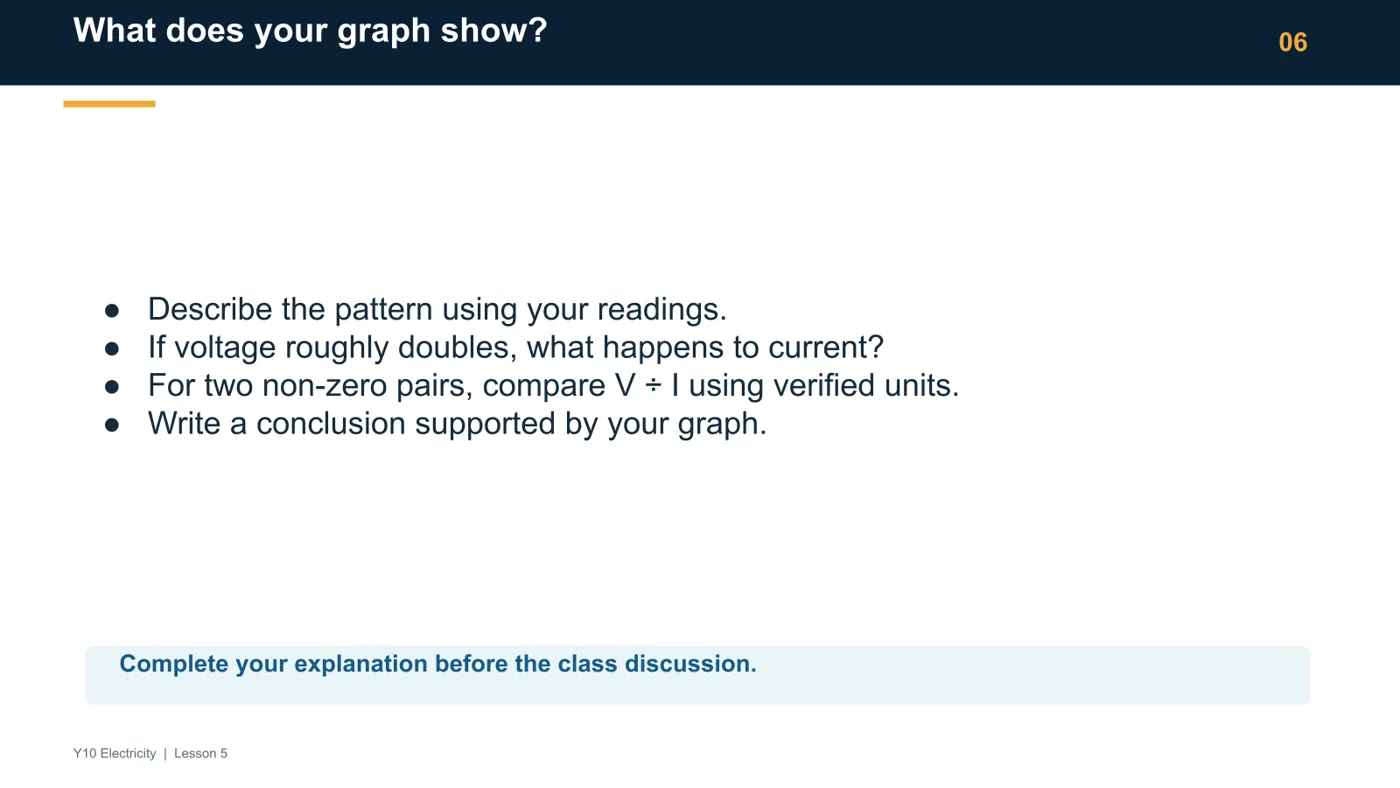 What does your graph show?
06
● Describe the pattern using your readings.
● If voltage roughly doubles, what happens to current?
● For two non-zero pairs, compare V ÷ I using verified units.
● Write a conclusion supported by your graph.
Complete your explanation before the class discussion.
Y10 Electricity | Lesson 5